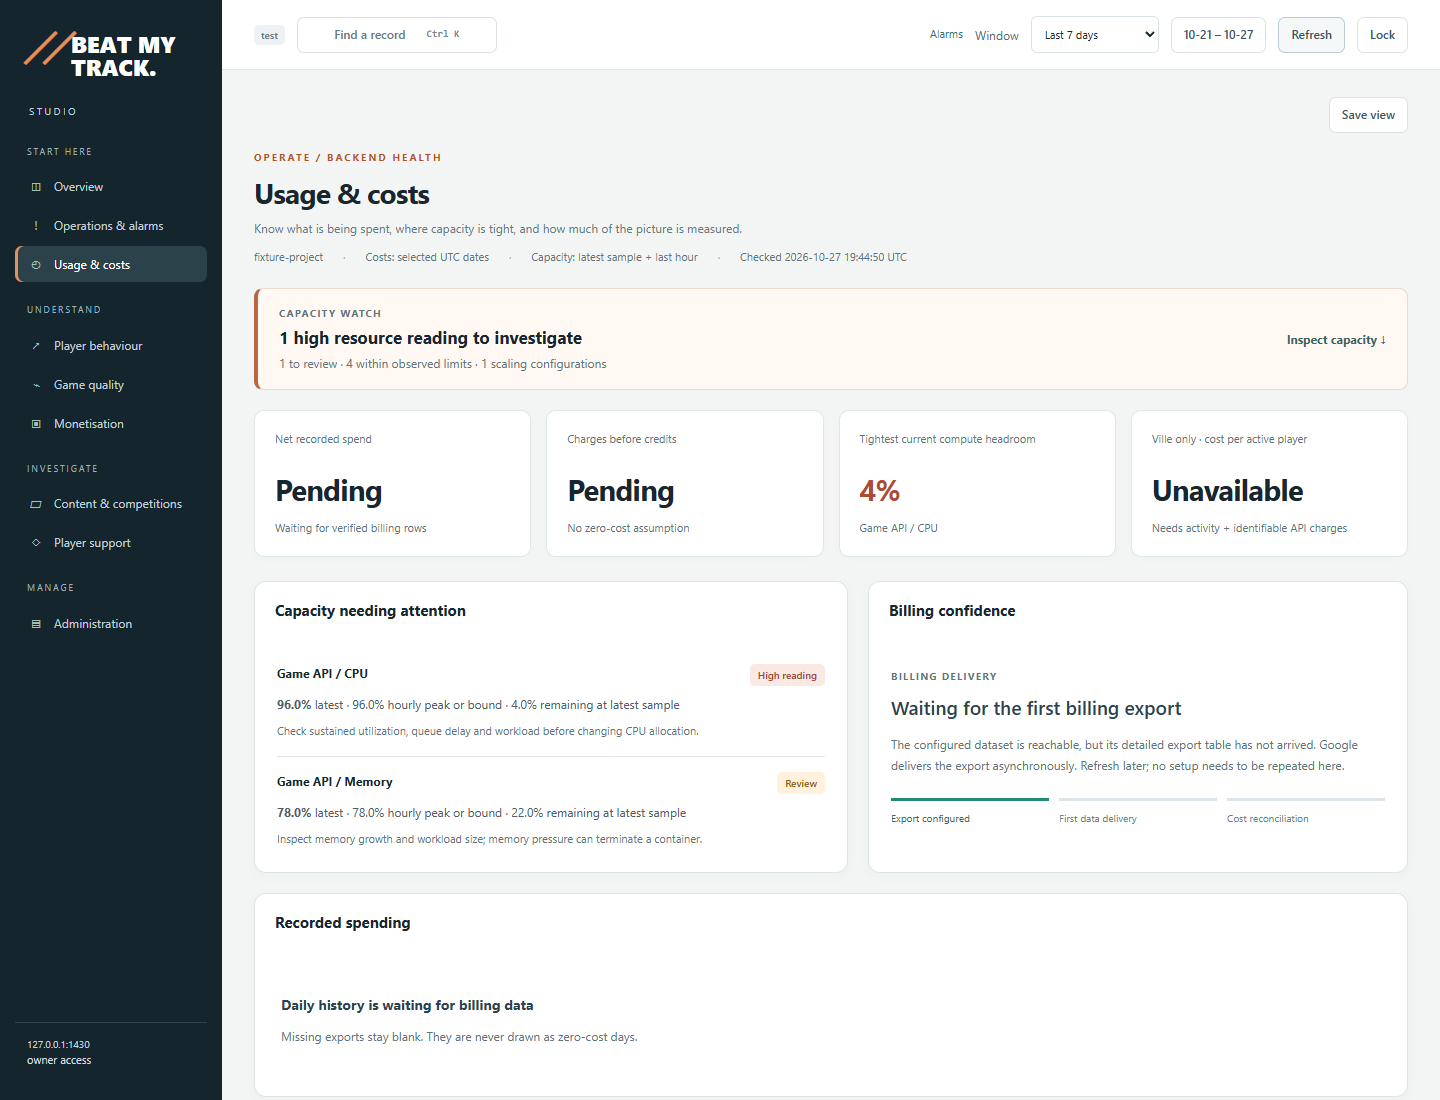 BEAT MY
TRACK.
STUDIO
START HERE
Overview
! Operations & alarms
Usage & costs
UNDERSTAND
Player behaviour
Game quality
Monetisation
INVESTIGATE
Content & competitions
Player support
MANAGE
Administration
127.0.0.1:1430
owner access
test
Find a record Ctrl K
Alarms
Window
Last 7 days
10-21 – 10-27
Refresh
Lock
Save view
OPERATE / BACKEND HEALTH
Usage & costs
Know what is being spent, where capacity is tight, and how much of the picture is measured.
fixture-project · Costs: selected UTC dates · Capacity: latest sample + last hour · Checked 2026-10-27 19:44:50 UTC
CAPACITY WATCH
1 high resource reading to investigate
1 to review · 4 within observed limits · 1 scaling configurations
Inspect capacity ↓
Net recorded spend
Pending
Waiting for verified billing rows
Charges before credits
Pending
No zero-cost assumption
Tightest current compute headroom
4%
Game API / CPU
Ville only · cost per active player
Unavailable
Needs activity + identifiable API charges
Capacity needing attention
Game API / CPU
High reading
96.0% latest · 96.0% hourly peak or bound · 4.0% remaining at latest sample
Check sustained utilization, queue delay and workload before changing CPU allocation.
Game API / Memory
Review
78.0% latest · 78.0% hourly peak or bound · 22.0% remaining at latest sample
Inspect memory growth and workload size; memory pressure can terminate a container.
Billing confidence
BILLING DELIVERY
Waiting for the first billing export
The configured dataset is reachable, but its detailed export table has not arrived. Google
delivers the export asynchronously. Refresh later; no setup needs to be repeated here.
Export configured
First data delivery
Cost reconciliation
Recorded spending
Daily history is waiting for billing data
Missing exports stay blank. They are never drawn as zero-cost days.